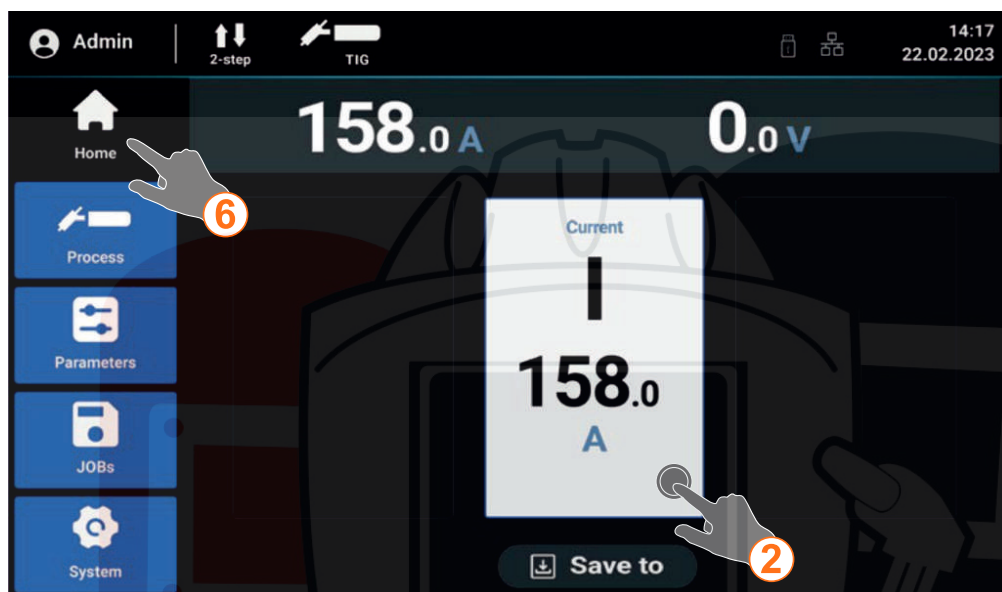 Admin
2-step
TIG
14:17
22.02.2023
Home
158.0 A
0.0 V
6
Process
Parameters
JOBs
System
Current
I
158.0
A
Save to
2